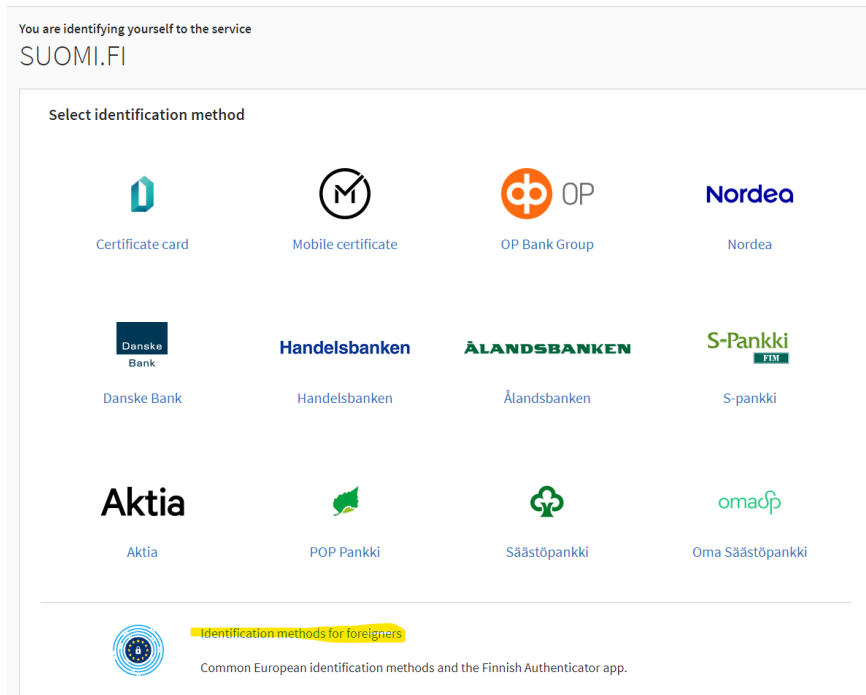 You are identifying yourself to the service
SUOMI.FI
Select identification method
OP Nordea
Certificate card Mobile certificate OP Bank Group Nordea
Danske Bank Handelsbanken ÅLANDSBANKEN S-Pankki FIM
Danske Bank Handelsbanken Ålandsbanken S-pankki
Aktia omasp
Aktia POP Pankki Säästöpankki Oma Säästöpankki
Identification methods for foreigners
Common European identification methods and the Finnish Authenticator app.